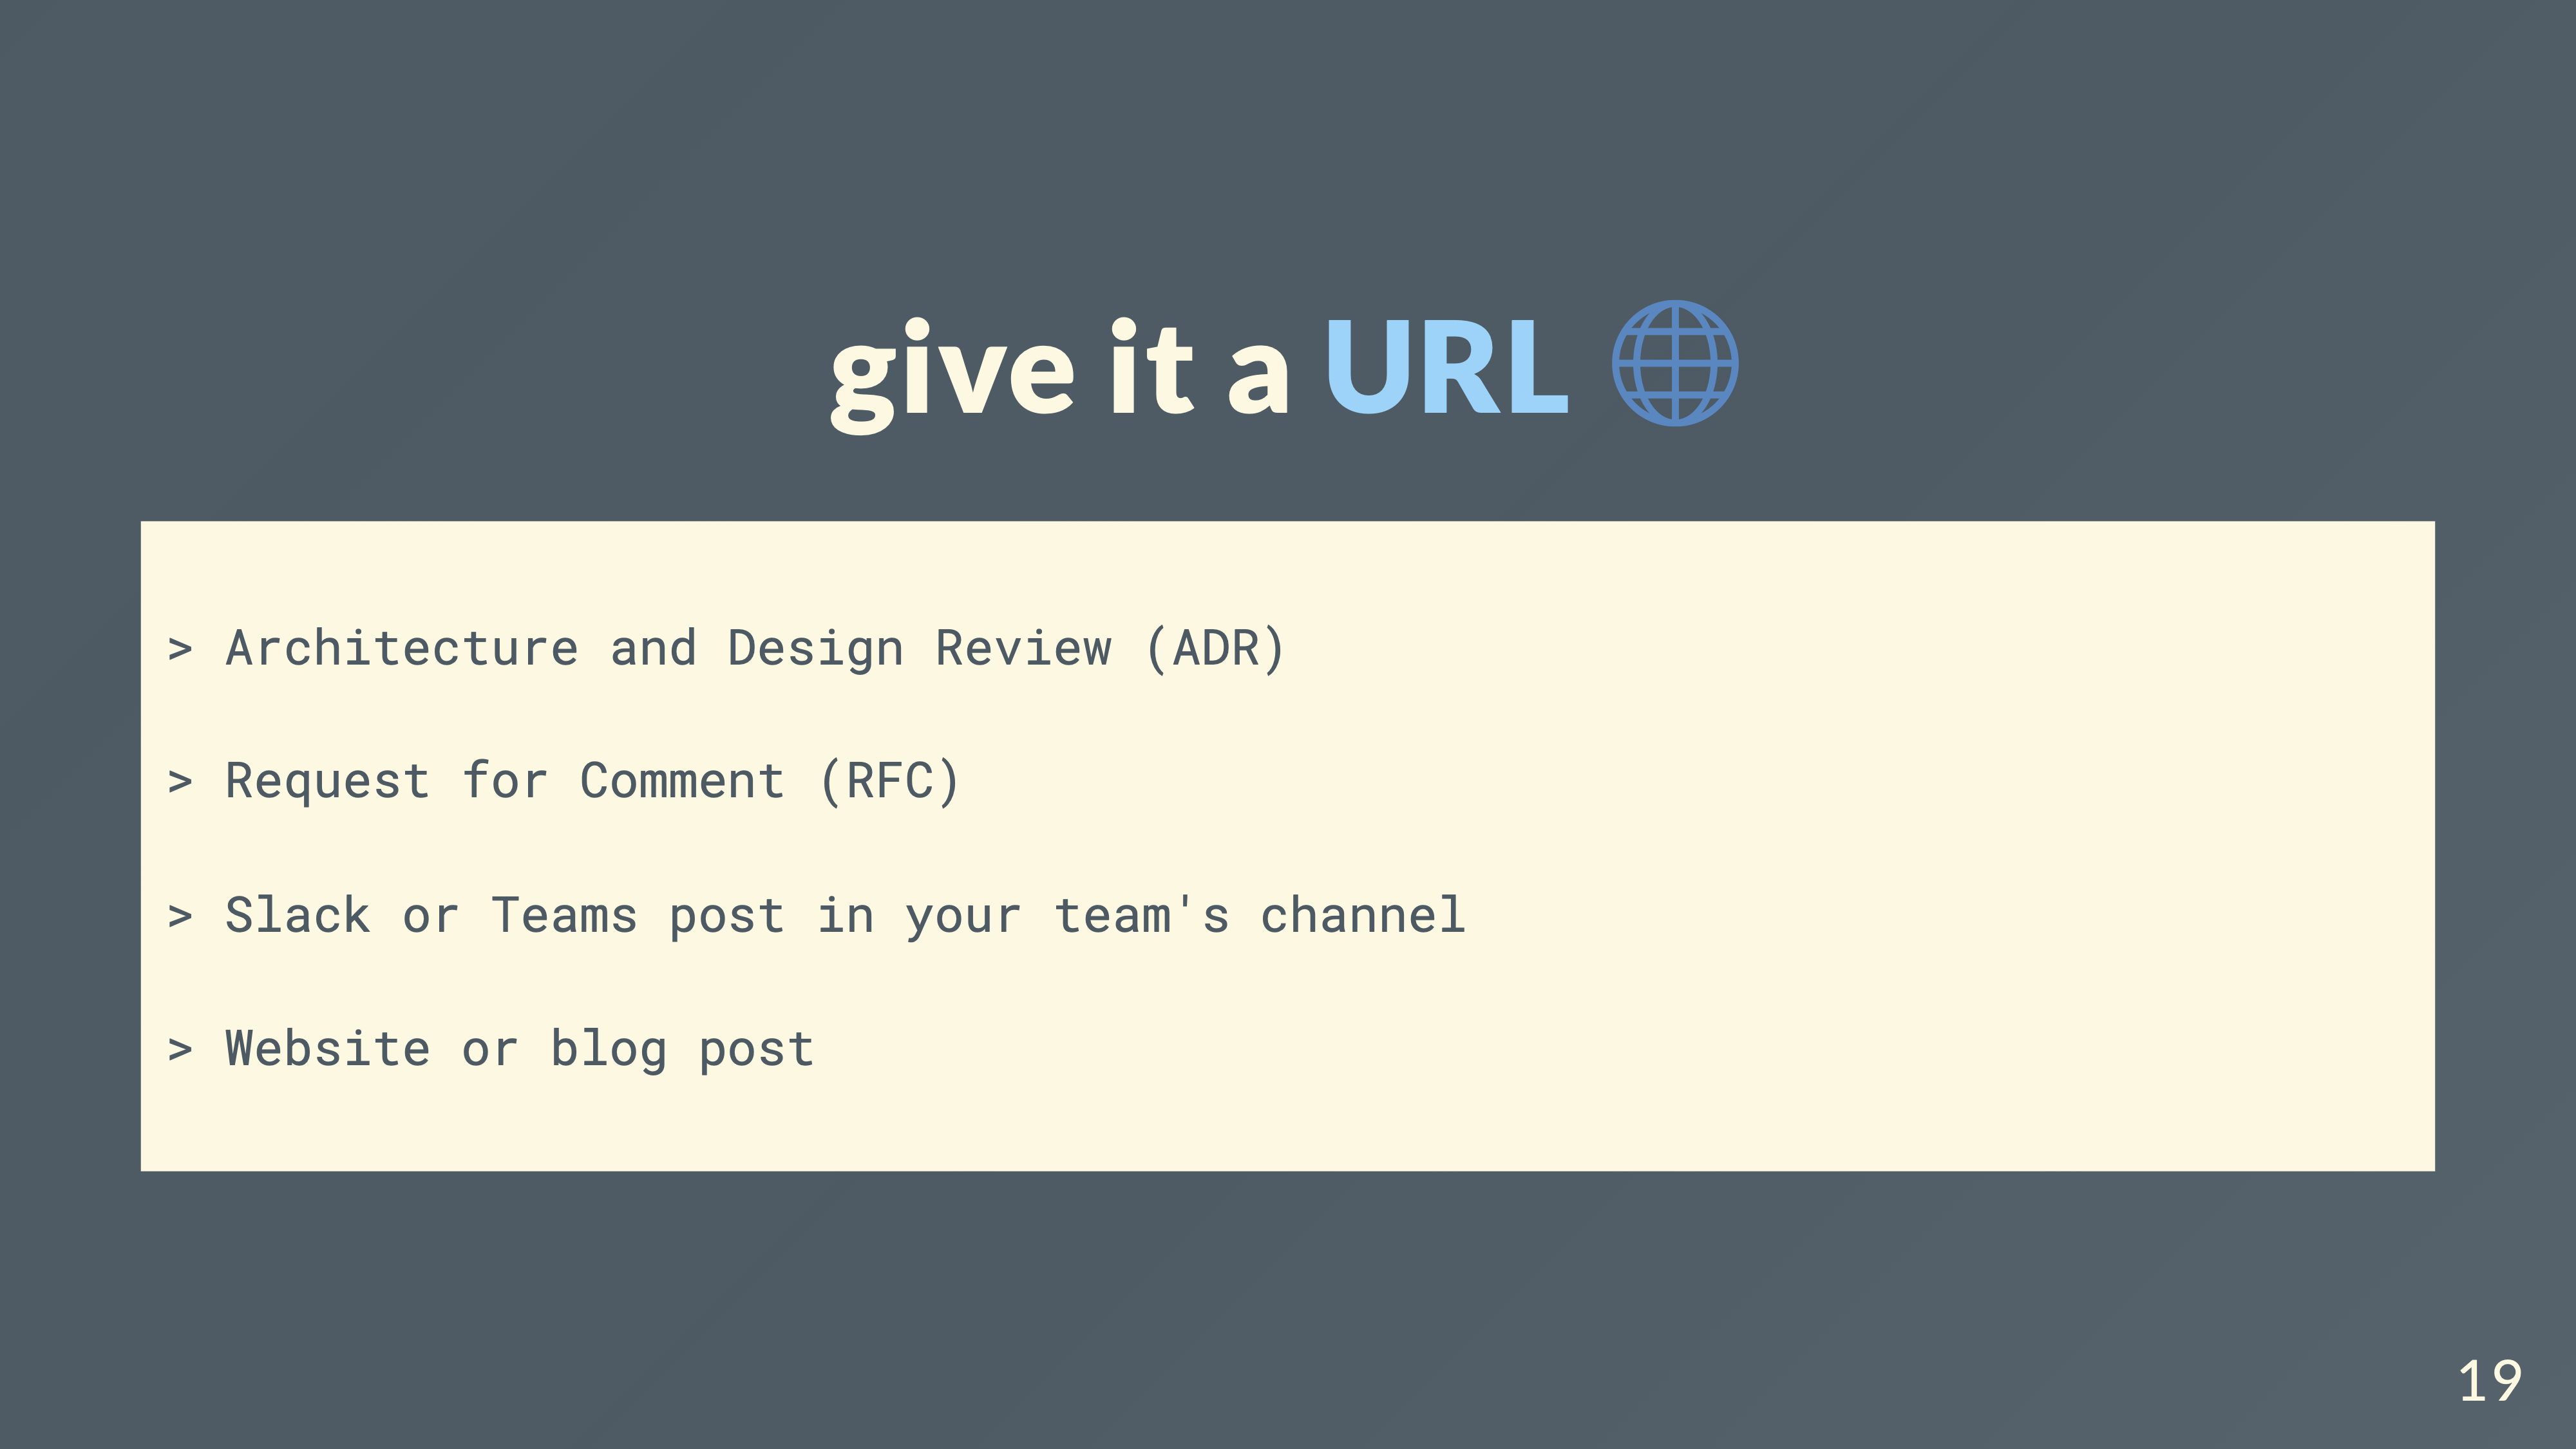 give it a URL
> Architecture and Design Review (ADR)
> Request for Comment (RFC)
> Slack or Teams post in your team's channel
> Website or blog post
19